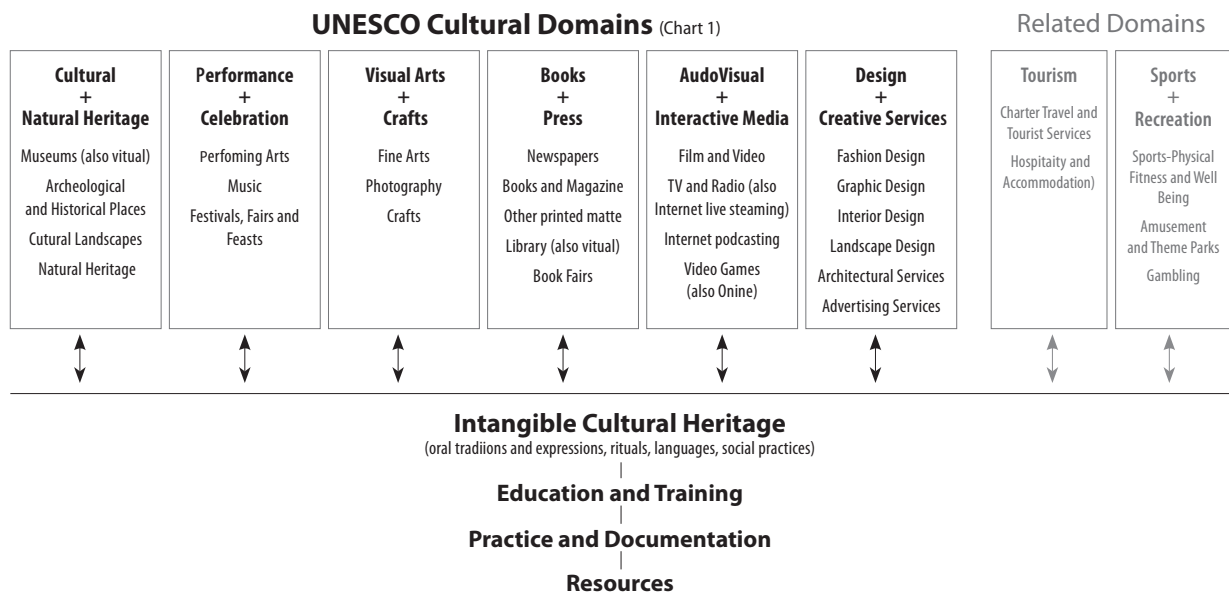 UNESCO Cultural Domains (Chart 1)
Related Domains
Cultural
+
Natural Heritage
Museums (also vitual)
Archeological
and Historical Places
Cutural Landscapes
Natural Heritage
Performance
+
Celebration
Perfoming Arts
Music
Festivals, Fairs and
Feasts
Visual Arts
+
Crafts
Fine Arts
Photography
Crafts
Books
+
Press
Newspapers
Books and Magazine
Other printed matte
Library (also vitual)
Book Fairs
AudoVisual
+
Interactive Media
Film and Video
TV and Radio (also
Internet live steaming)
Internet podcasting
Video Games
(also Onine)
Design
+
Creative Services
Fashion Design
Graphic Design
Interior Design
Landscape Design
Architectural Services
Advertising Services
Tourism
Charter Travel and
Tourist Services
Hospitaity and
Accommodation)
Sports
+
Recreation
Sports-Physical
Fitness and Well
Being
Amusement
and Theme Parks
Gambling
Intangible Cultural Heritage
(oral tradiions and expressions, rituals, languages, social practices)
Education and Training
Practice and Documentation
Resources